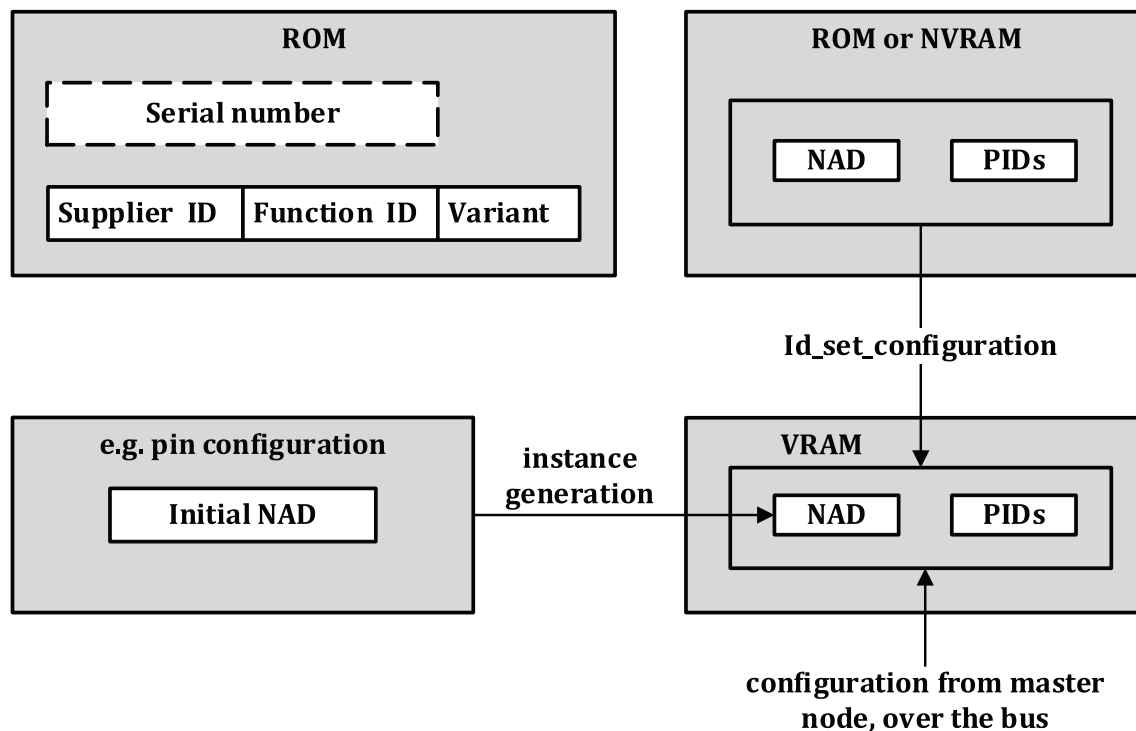 ROM
Serial number
Supplier ID Function ID Variant
ROM or NVRAM
NAD PIDs
Id_set_configuration
e.g. pin configuration
Initial NAD
instance
generation
VRAM
NAD PIDs
configuration from master
node, over the bus